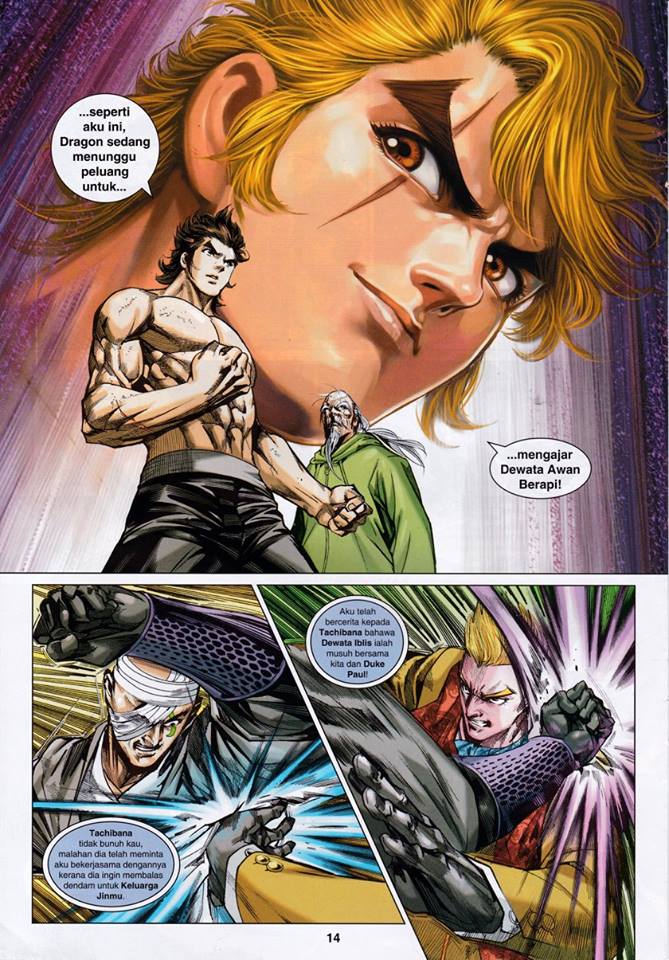 ...seperti
aku ini,
Dragon sedang
menunggu
peluang
untuk...
...mengajar
Dewata Awan
Berapi!
Tachibana
tidak bunuh kau,
malahan dia telah meminta
aku bekerjasama dengannya
kerana dia ingin membalas
dendam untuk Keluarga
Jinmu.
Aku telah
bercerita kepada
Tachibana bahawa
Dewata Iblis ialah
musuh bersama
kita dan Duke
Paul!
14